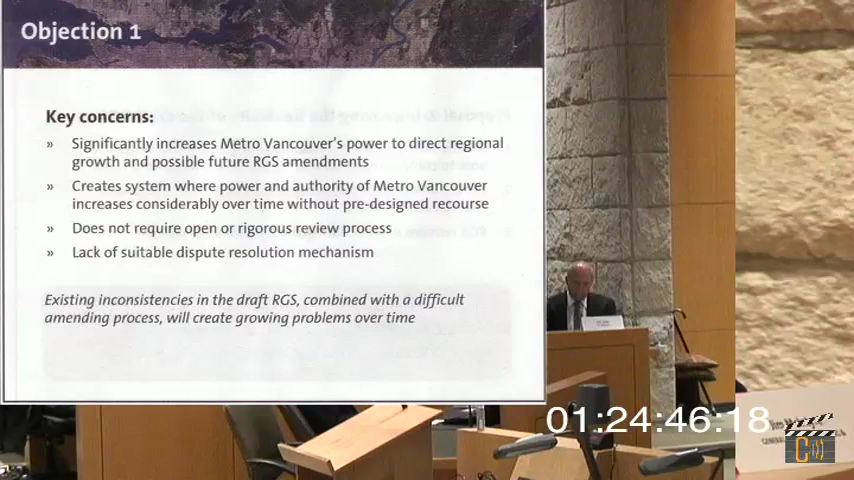 Objection 1
Key concerns:
» Significantly increases Metro Vancouver's power to direct regional
growth and possible future RGS amendments
» Creates system where power and authority of Metro Vancouver
increases considerably over time without pre-designed recourse
» Does not require open or rigorous review process
» Lack of suitable dispute resolution mechanism
Existing inconsistencies in the draft RGS, combined with a difficult
amending process, will create growing problems over time
01:24:46:18